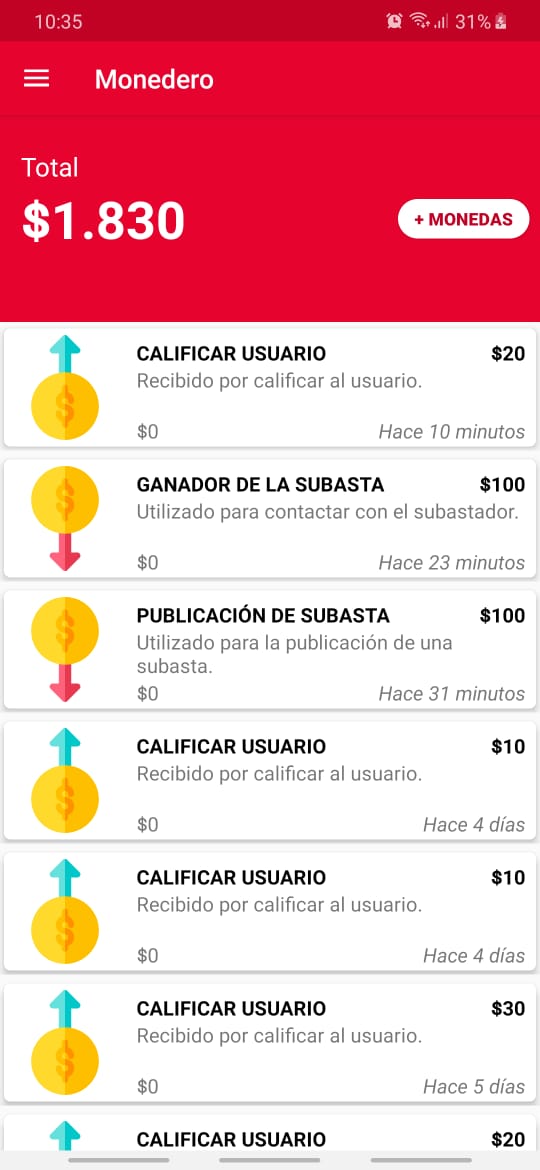 10:35
31%
Monedero
Total
$1.830
+ MONEDAS
CALIFICAR USUARIO
$20
Recibido por calificar al usuario.
$0
Hace 10 minutos
GANADOR DE LA SUBASTA
$100
Utilizado para contactar con el subastador.
$0
Hace 23 minutos
PUBLICACIÓN DE SUBASTA
$100
Utilizado para la publicación de una
subasta.
$0
Hace 31 minutos
CALIFICAR USUARIO
$10
Recibido por calificar al usuario.
$0
Hace 4 días
CALIFICAR USUARIO
$10
Recibido por calificar al usuario.
$0
Hace 4 días
CALIFICAR USUARIO
$30
Recibido por calificar al usuario.
$0
Hace 5 días
CALIFICAR USUARIO
$20